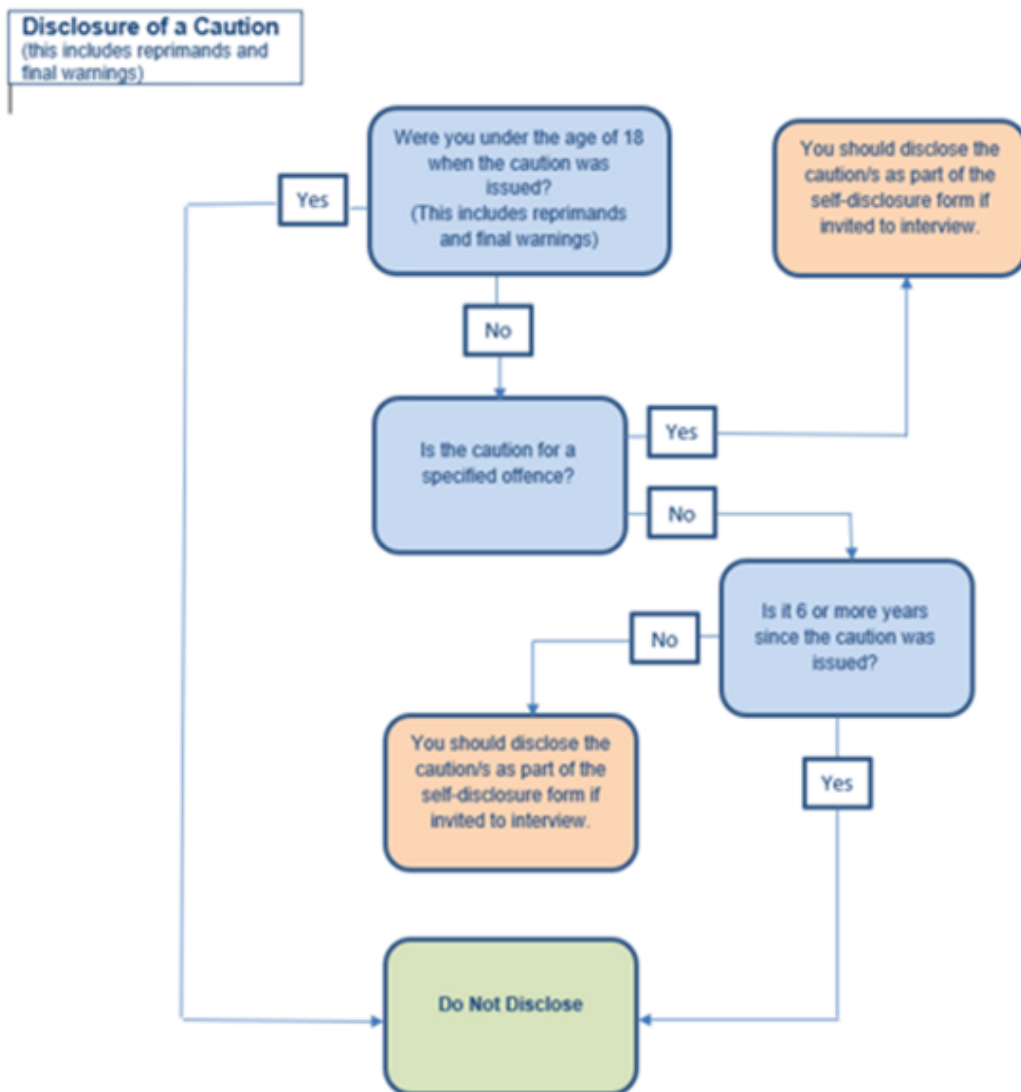 Disclosure of a Caution
(this includes reprimands and
final warnings)
Were you under the age of 18
when the caution was
issued?
(This includes reprimands
and final warnings)
Yes
You should disclose the
caution/s as part of the
self-disclosure form if
invited to interview.
No
Is the caution for a
specified offence?
Yes
No
Is it 6 or more years
since the caution was
issued?
No
You should disclose the
caution/s as part of the
self-disclosure form if
invited to interview.
Yes
Do Not Disclose